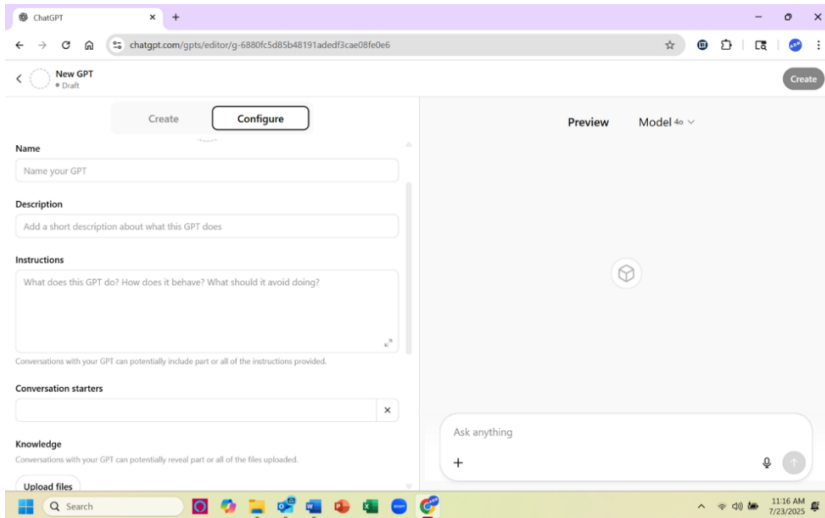 ChatGPT
chatgpt.com/gpts/editor/g-6880fc5d85b48191adedf3cae08fe0e6
New GPT
Draft
Create
Create
Configure
Preview
Model 4o
Name
Name your GPT
Description
Add a short description about what this GPT does
Instructions
What does this GPT do? How does it behave? What should it avoid doing?
Conversations with your GPT can potentially include part or all of the instructions provided.
Conversation starters
Knowledge
Conversations with your GPT can potentially reveal part or all of the files uploaded.
Upload files
Ask anything
Search
11:16 AM
7/23/2025